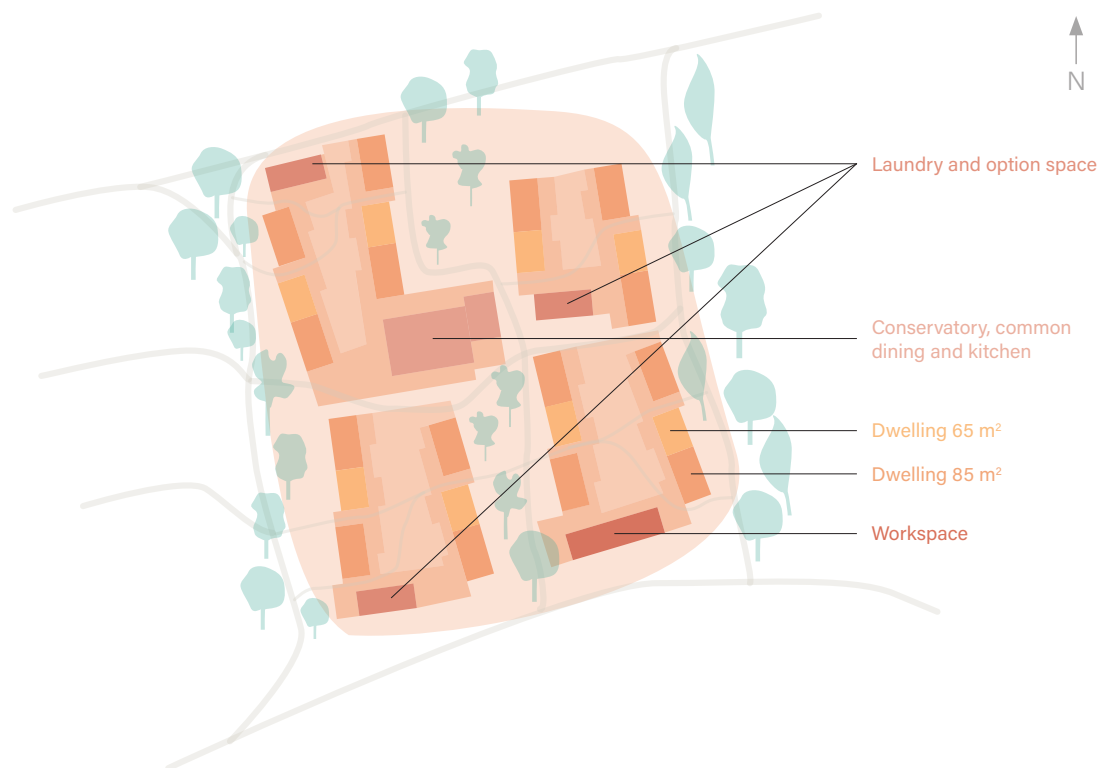 N
Laundry and option space
Conservatory, common
dining and kitchen
Dwelling 65 m²
Dwelling 85 m²
Workspace